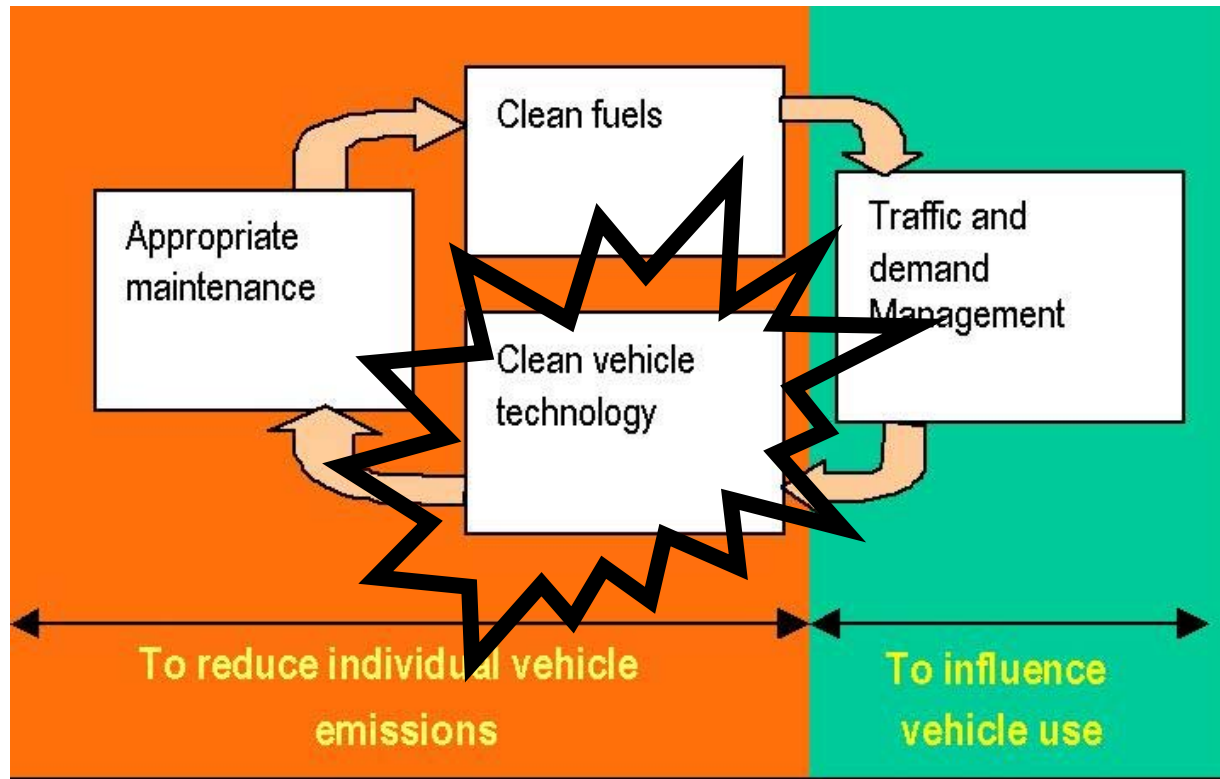 Clean fuels
Appropriate
maintenance
Traffic and
demand
Management
Clean vehicle
technology
To reduce individual vehicle
emissions
To influence
vehicle use